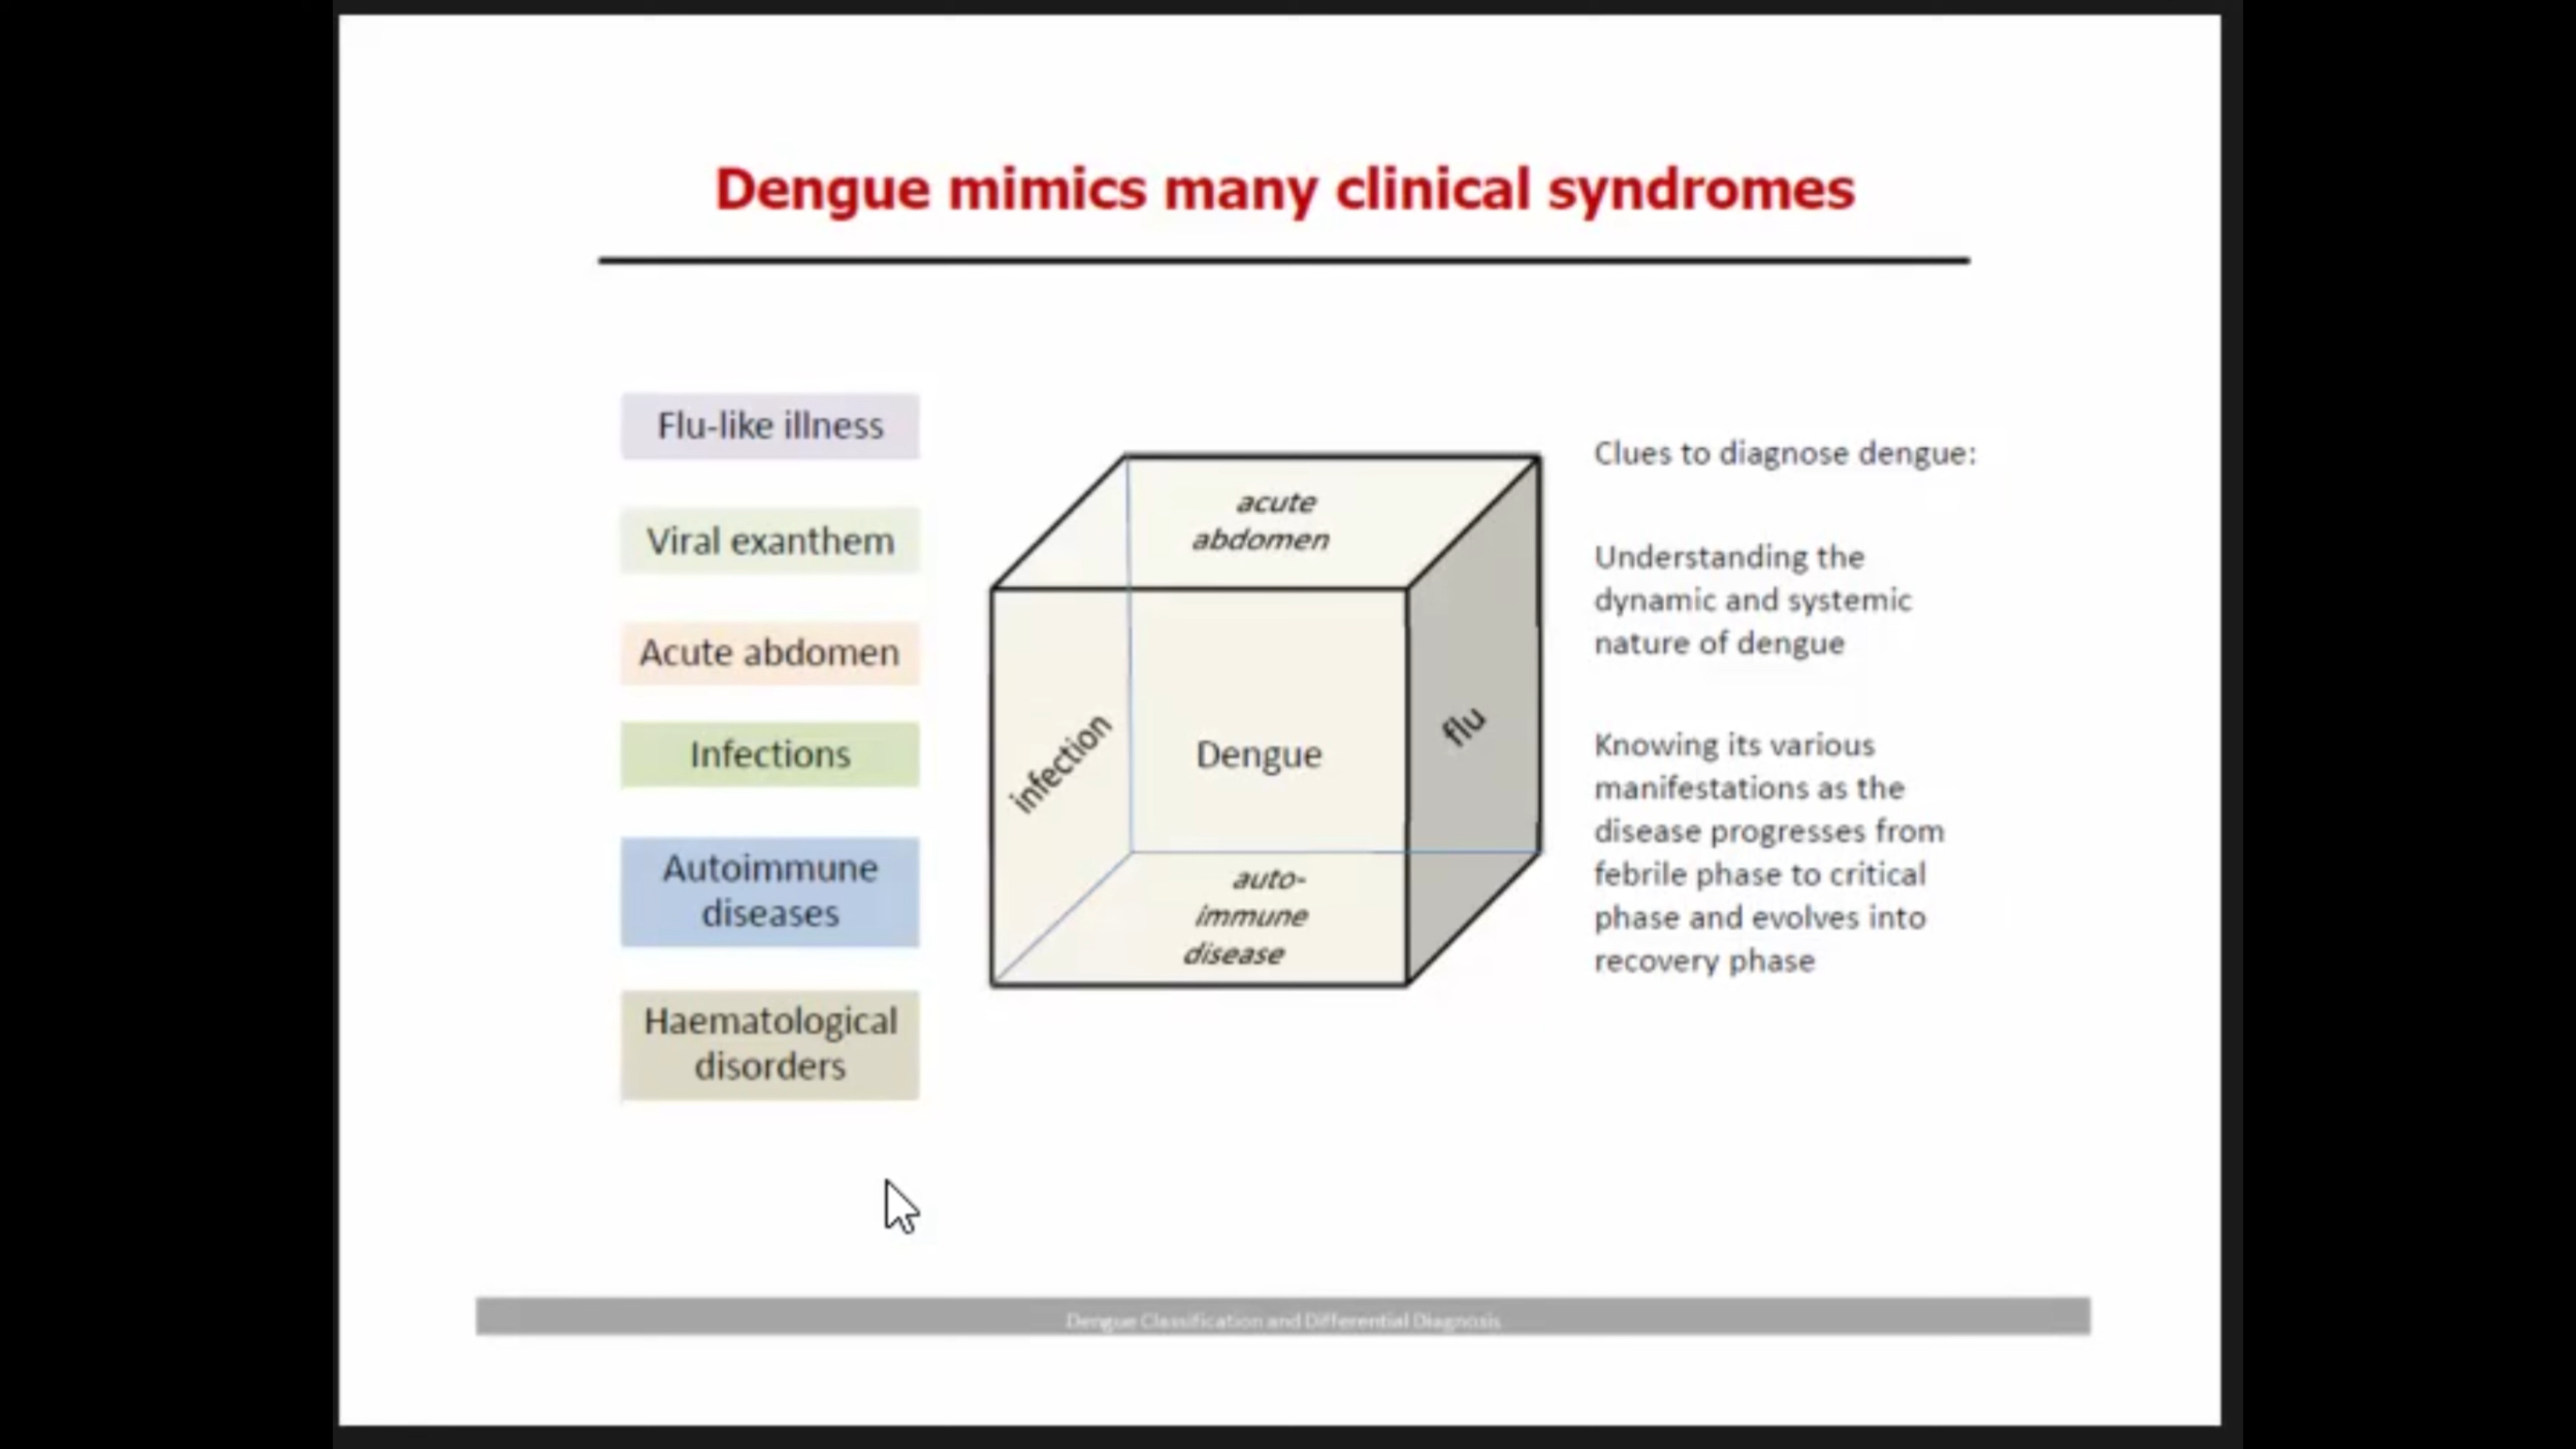 Dengue mimics many clinical syndromes
Flu-like illness
Viral exanthem
Acute abdomen
Infections
Autoimmune
diseases
Haematological
disorders
acute
abdomen
infection
Dengue
flu
auto-
immune
disease
Clues to diagnose dengue:
Understanding the
dynamic and systemic
nature of dengue
Knowing its various
manifestations as the
disease progresses from
febrile phase to critical
phase and evolves into
recovery phase
Dengue Classification and Differential Diagnosis